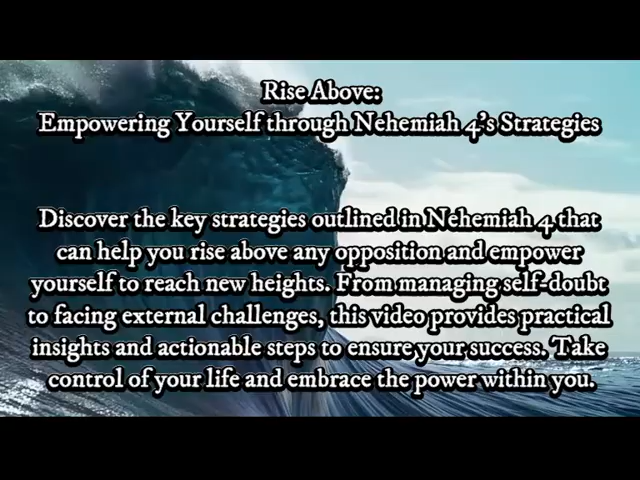 Rise Above:
Empowering Yourself through Nehemiah 4's Strategies
Discover the key strategies outlined in Nehemiah 4 that
can help you rise above any opposition and empower
yourself to reach new heights. From managing self-doubt
to facing external challenges, this video provides practical
insights and actionable steps to ensure your success. Take
control of your life and embrace the power within you.